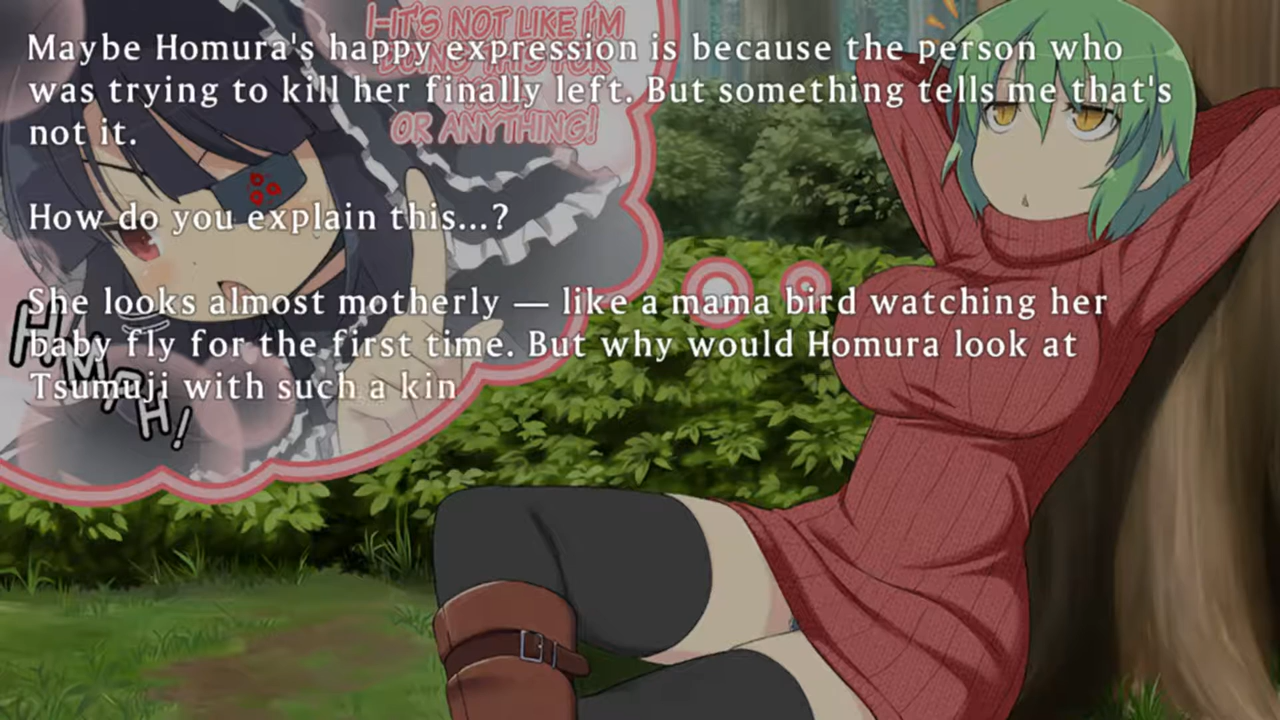 I-IT'S NOT LIKE I'M
DOING THIS FOR
OR ANYTHING!
Maybe Homura's happy expression is because the person who
was trying to kill her finally left. But something tells me that's
not it.
How do you explain this...?
She looks almost motherly — like a mama bird watching her
baby fly for the first time. But why would Homura look at
Tsumuji with such a kin
HMPH!